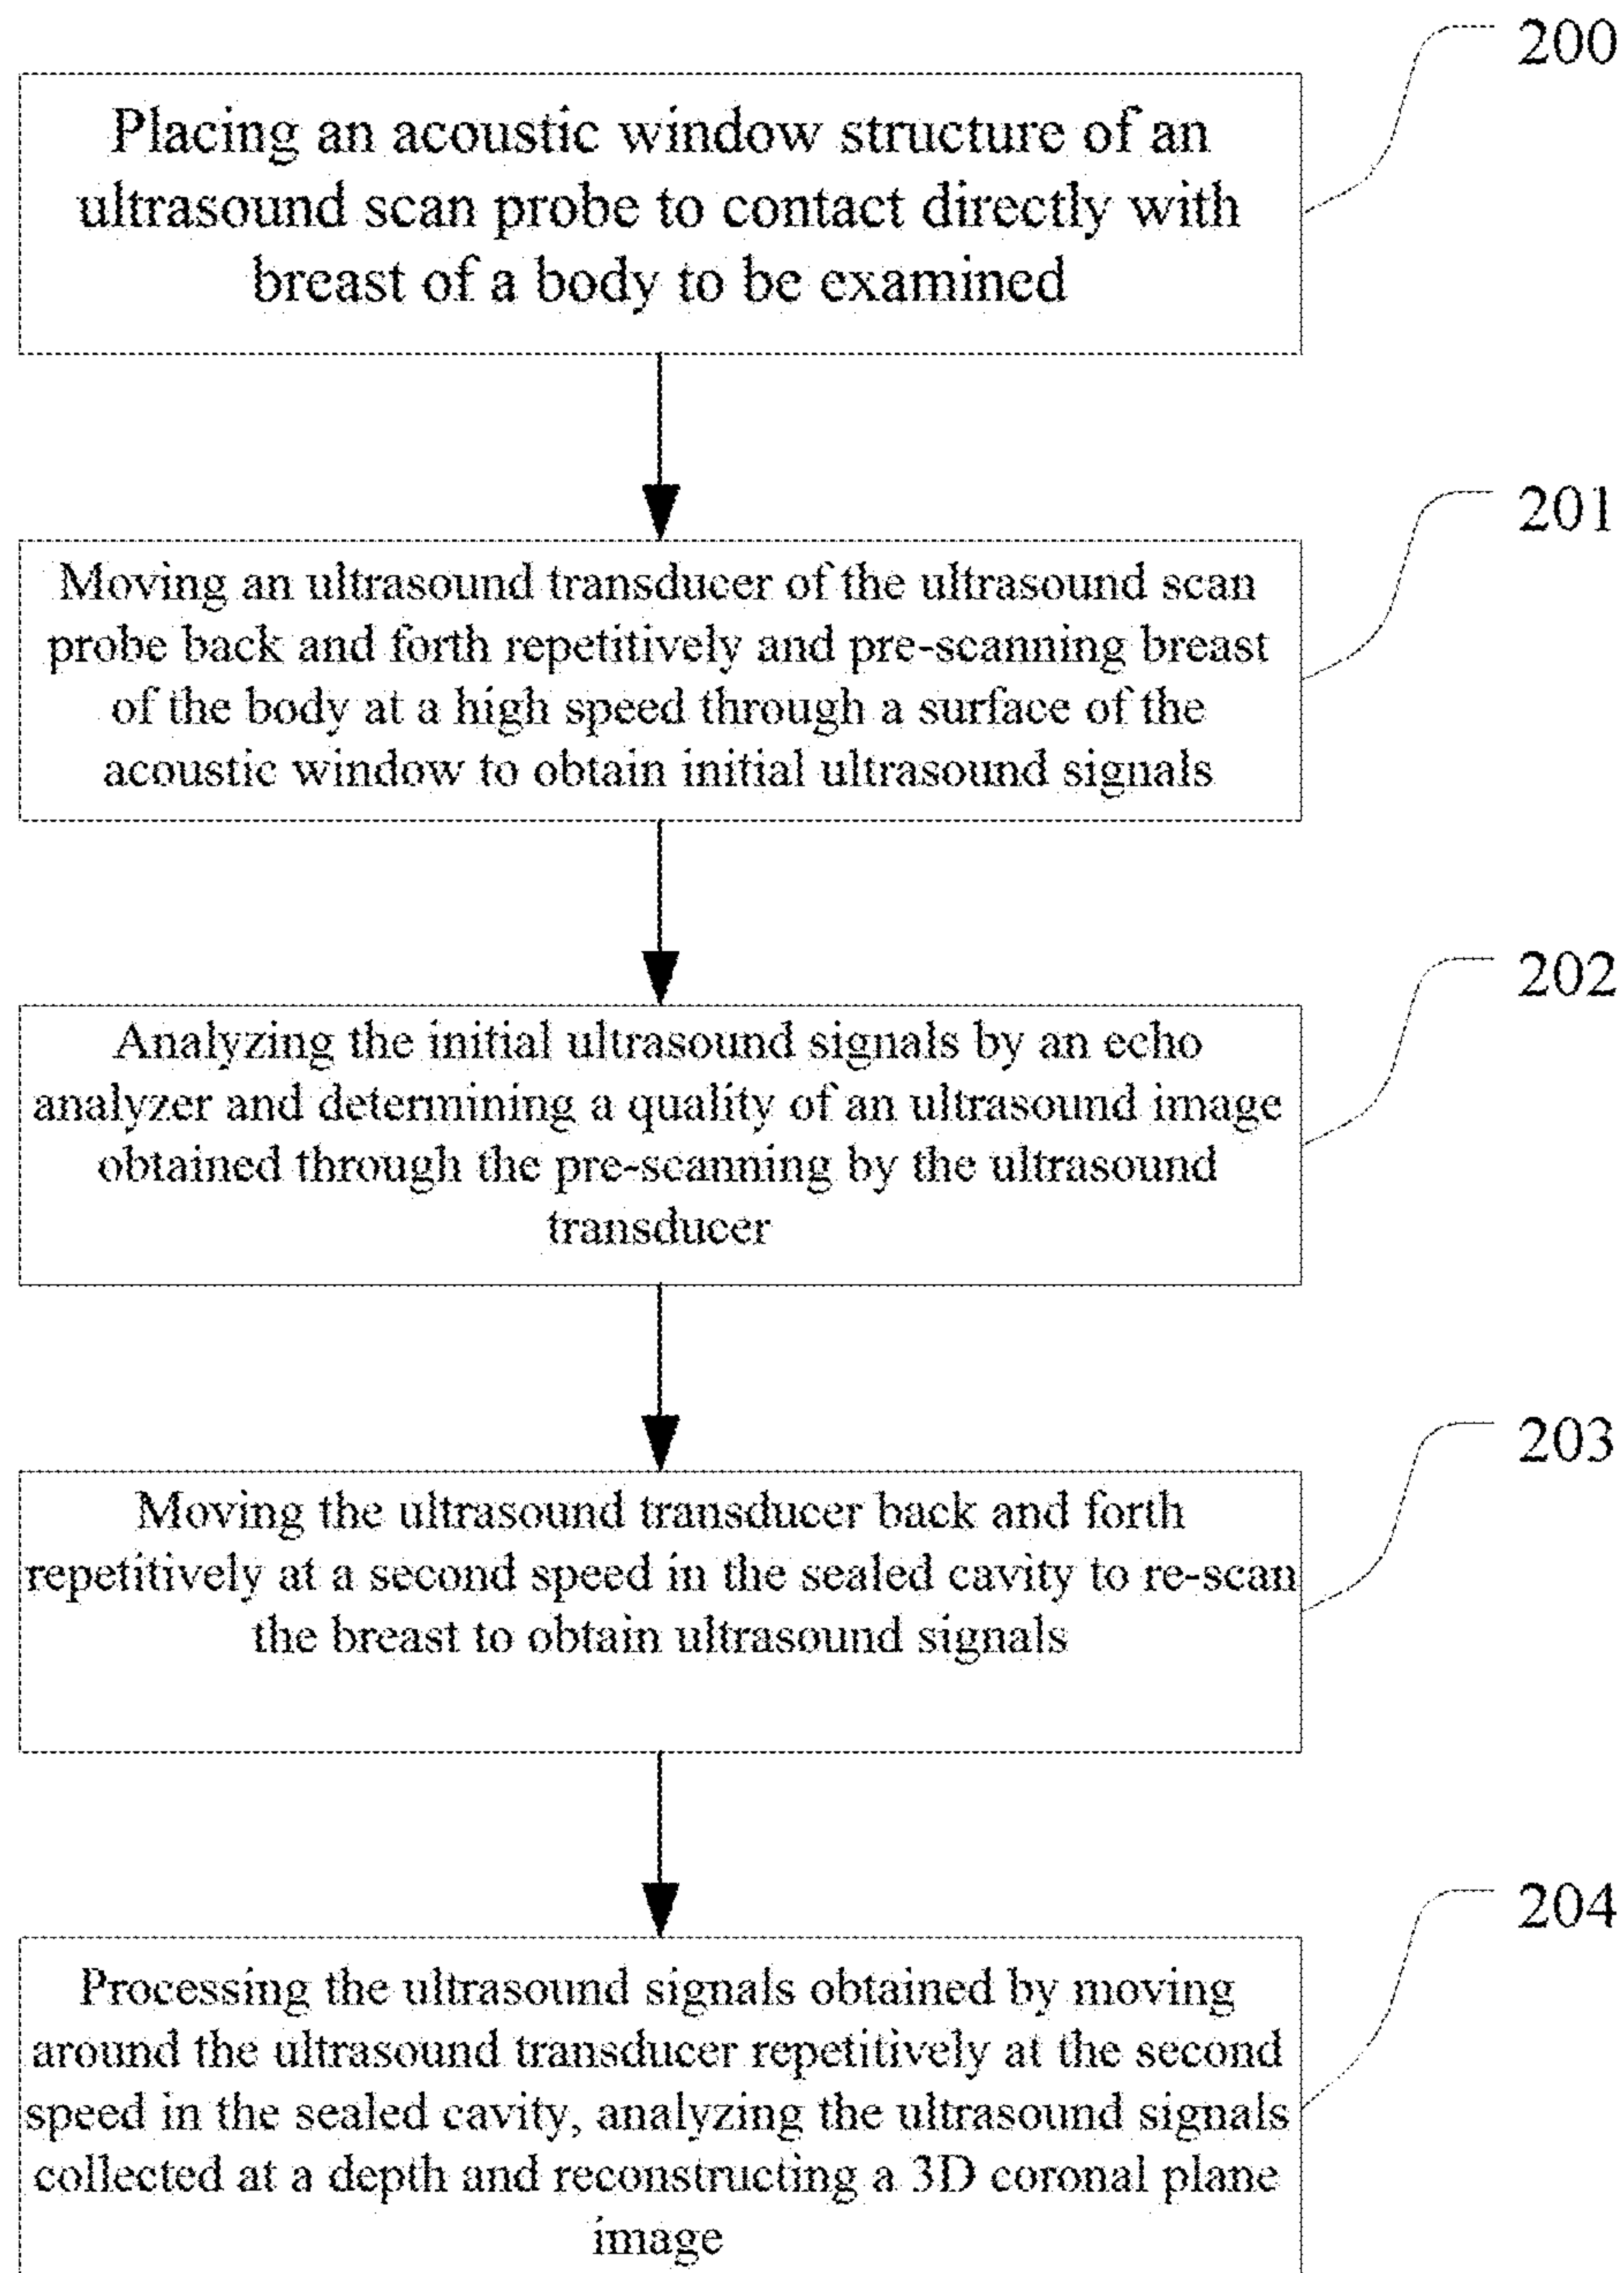 200
Placing an acoustic window structure of an
ultrasound scan probe to contact directly with
breast of a body to be examined
201
Moving an ultrasound transducer of the ultrasound scan
probe back and forth repetitively and pre-scanning breast
of the body at a high speed through a surface of the
acoustic window to obtain initial ultrasound signals
202
Analyzing the initial ultrasound signals by an echo
analyzer and determining a quality of an ultrasound image
obtained through the pre-scanning by the ultrasound
transducer
203
Moving the ultrasound transducer back and forth
repetitively at a second speed in the sealed cavity to re-scan
the breast to obtain ultrasound signals
204
Processing the ultrasound signals obtained by moving
around the ultrasound transducer repetitively at the second
speed in the sealed cavity, analyzing the ultrasound signals
collected at a depth and reconstructing a 3D coronal plane
image